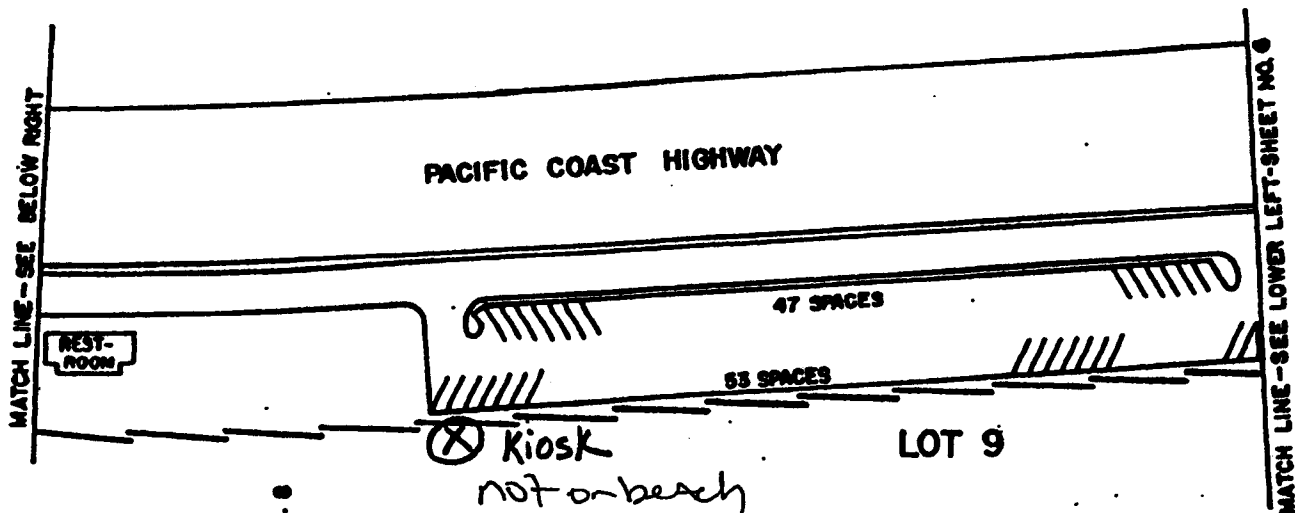 MATCH LINE-SEE BELOW RIGHT
PACIFIC COAST HIGHWAY
MATCH LINE-SEE LOWER LEFT-SHEET NO. 6
47 SPACES
REST-
ROOM
53 SPACES
X Kiosk
LOT 9
not on beach